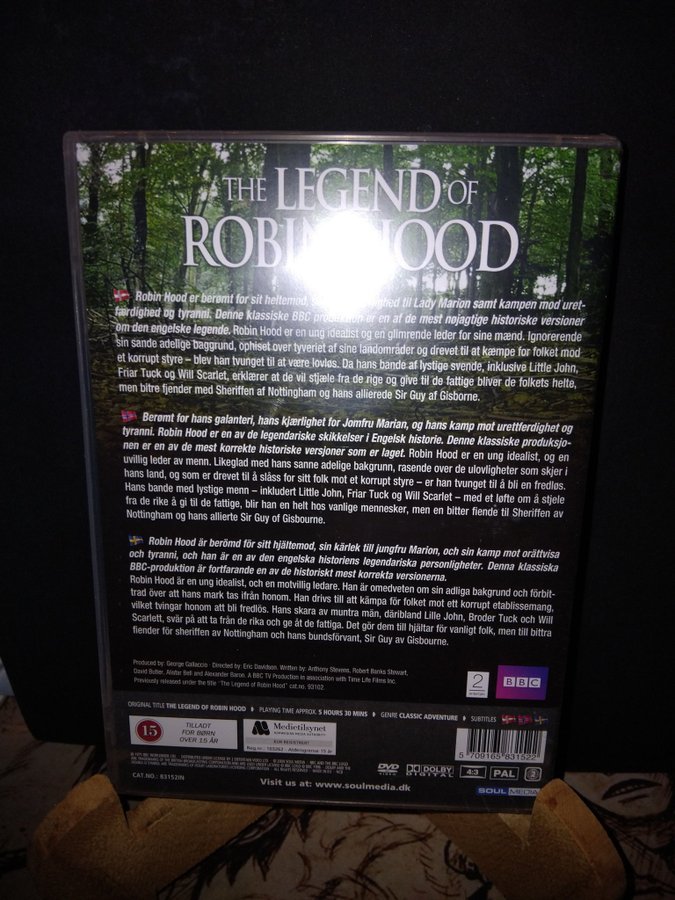 THE LEGEND OF
ROBIN HOOD
Robin Hood er berømt for sit heltemod, til Lady Marion samt kampen mod uret-
færdighed og tyranni. Denne klassiske BBC produktion er en af de mest nøjagtige historiske versioner
om den engelske legende. Robin Hood er en ung idealist og en glimrende leder for sine mænd. Ignorerende
sin sande adelige baggrund, ophiset over tyveriet af sine landområder og drevet til at kæmpe for folket mod
et korrupt styre – blev han tvunget til at være lovløs. Da hans bande af lystige svende, inklusive Little John,
Friar Tuck og Will Scarlet, erklærer at de vil stjæle fra de rige og give til de fattige bliver de folkets helte,
men bitre fjender med Sheriffen af Nottingham og hans allierede Sir Guy af Gisborne.
Berømt for hans galanteri, hans kjærlighet for Jomfru Marian, og hans kamp mot urettferdighet og
tyranni. Robin Hood er en av de legendariske skikkelser i Engelsk historie. Denne klassiske produksjo-
nen er en av de mest korrekte historiske versjoner som er laget. Robin Hood er en ung idealist, og en
uvillig leder av menn. Likeglad med hans sanne adelige bakgrunn, rasende over de ulovligheter som skjer i
hans land, og som er drevet til å slåss for sitt folk mot et korrupt styre – er han tvunget til å bli en fredløs.
Hans bande med lystige menn – inkludert Little John, Friar Tuck og Will Scarlet – med et løfte om å stjele
fra de rike å gi til de fattige, blir han en helt hos vanlige mennesker, men en bitter fiende til Sheriffen av
Nottingham og hans allierte Sir Guy of Gisbourne.
Robin Hood är berömd för sitt hjältemod, sin kärlek till jungfru Marion, och sin kamp mot orättvisa
och tyranni, och han är en av den engelska historiens legendariska personligheter. Denna klassiska
BBC-produktion är fortfarande en av de historiskt mest korrekta versionerna.
Robin Hood är en ung idealist, och en motvillig ledare. Han är omedveten om sin adliga bakgrund och förbit-
trad över att hans mark tas ifrån honom. Han drivs till att kämpa för folket mot ett korrupt etablissemang,
vilket tvingar honom att bli fredlös. Hans skara av muntra män, däribland Lille John, Broder Tuck och Will
Scarlett, svär på att ta från de rika och ge åt de fattiga. Det gör dem till hjältar för vanligt folk, men till bittra
fiender för sheriffen av Nottingham och hans bundsförvant, Sir Guy av Gisbourne.
Produced by: George Gallaccio · Directed by: Eric Davidson. Written by: Anthony Stevens, Robert Banks Stewart,
David Butler, Alistair Bell and Alexander Baron. A BBC TV Production in association with Time Life Films Inc.
Previously released under the title "The Legend of Robin Hood" cat.no. 93102.
2
BBC
ORIGINAL TITLE THE LEGEND OF ROBIN HOOD PLAYING TIME APPROX. 5 HOURS 30 MINS GENRE CLASSIC ADVENTURE SUBTITLES
15
TILLADT
FOR BØRN
OVER 15 ÅR
Medietilsynet
5 709165 831522
DVD VIDEO DOLBY DIGITAL 4:3 PAL 2
CAT.NO.: 83152IN
Visit us at: www.soulmedia.dk
SOUL MEDIA